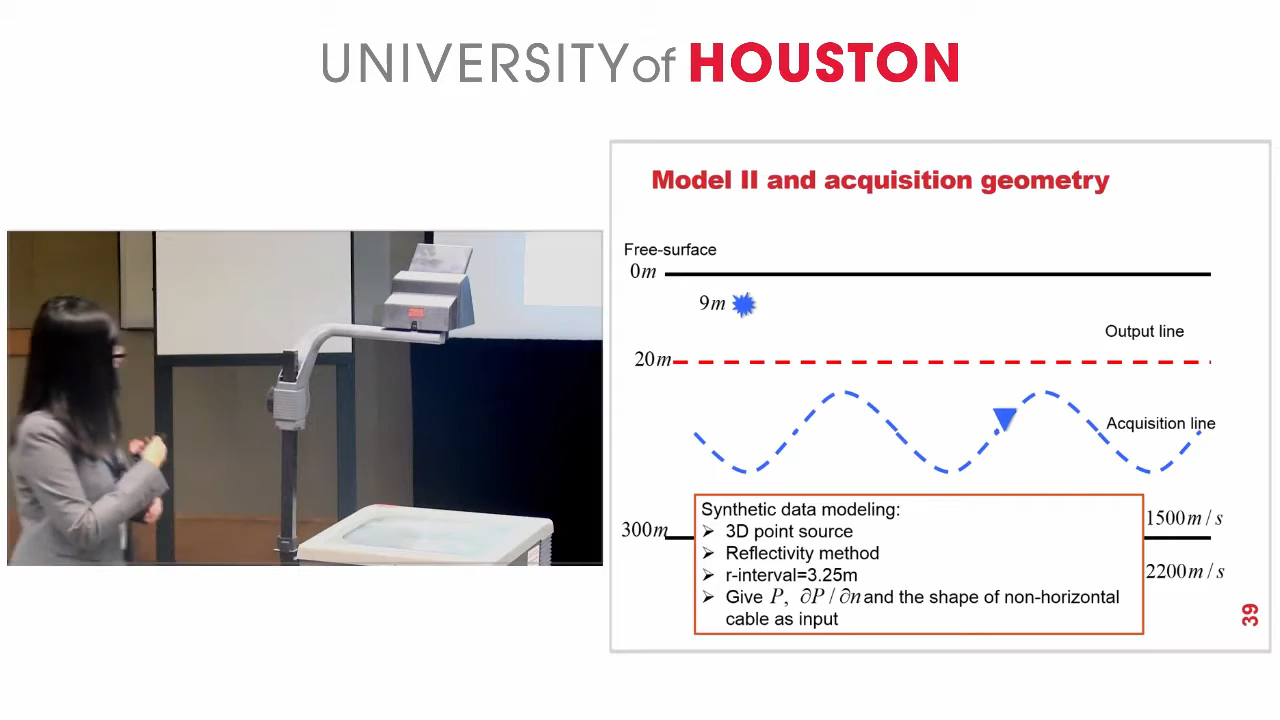 UNIVERSITY of HOUSTON
Model II and acquisition geometry
Free-surface
0m
9m
Output line
20m
Acquisition line
Synthetic data modeling:
➢ 3D point source
➢ Reflectivity method
➢ r-interval=3.25m
➢ Give P, ∂P / ∂n and the shape of non-horizontal
cable as input
300m
1500m / s
2200m / s
39